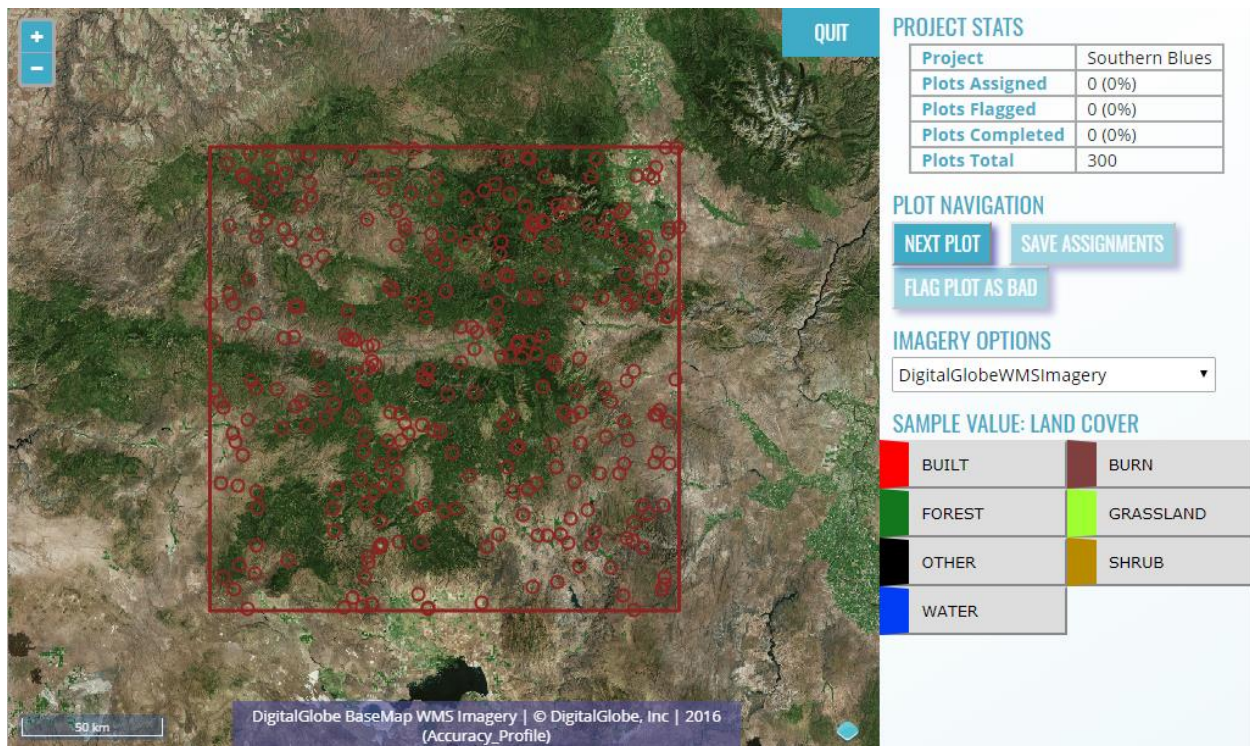 +
−
QUIT
50 km
DigitalGlobe BaseMap WMS Imagery | © DigitalGlobe, Inc | 2016
(Accuracy_Profile)
PROJECT STATS
Project Southern Blues
Plots Assigned 0 (0%)
Plots Flagged 0 (0%)
Plots Completed 0 (0%)
Plots Total 300
PLOT NAVIGATION
NEXT PLOT SAVE ASSIGNMENTS
FLAG PLOT AS BAD
IMAGERY OPTIONS
DigitalGlobeWMSImagery
SAMPLE VALUE: LAND COVER
BUILT BURN
FOREST GRASSLAND
OTHER SHRUB
WATER